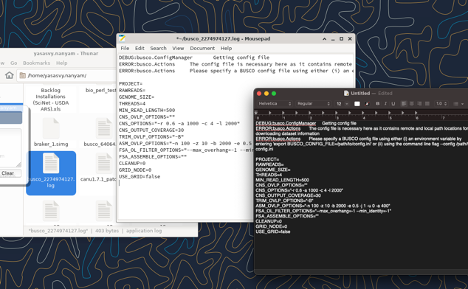 yasasvy.nanyam - Thunar
Go Bookmarks Help
/home/yasasvy.nanyam/
Backlog
Installations
(ScINet - USDA
ARS).xls
bio_perl_test
braker_1.simg
busco_64064
busco_2274974127.
log
canu1.7.1_pat
Clear
"busco_2274974127.log" | 483 bytes | application log
*~/busco_2274974127.log - Mousepad
File Edit Search View Document Help
DEBUG:busco.ConfigManager Getting config file
ERROR:busco.Actions The config file is necessary here as it contains remote
ERROR:busco.Actions Please specify a BUSCO config file using either (i) an e
PROJECT=
RAWREADS=
GENOME_SIZE=
THREADS=4
MIN_READ_LENGTH=500
CNS_OVLP_OPTIONS=""
CNS_OPTIONS="-r 0.6 -a 1000 -c 4 -l 2000"
CNS_OUTPUT_COVERAGE=30
TRIM_OVLP_OPTIONS="-B"
ASM_OVLP_OPTIONS="-n 100 -z 10 -b 2000 -e 0.5
FSA_OL_FILTER_OPTIONS="--max_overhang=-1 --mi
FSA_ASSEMBLE_OPTIONS=""
CLEANUP=0
GRID_NODE=0
USE_GRID=false
Untitled
Helvetica Regular 12
DEBUG:busco.ConfigManager Getting config file
ERROR:busco.Actions The config file is necessary here as it contains remote and local path locations for
downloading dataset information
ERROR:busco.Actions Please specify a BUSCO config file using either (i) an environment variable by
entering 'export BUSCO_CONFIG_FILE=/path/to/config.ini' or (ii) using the command line flag --config /path/to/
config.ini
PROJECT=
RAWREADS=
GENOME_SIZE=
THREADS=4
MIN_READ_LENGTH=500
CNS_OVLP_OPTIONS=""
CNS_OPTIONS="-r 0.6 -a 1000 -c 4 -l 2000"
CNS_OUTPUT_COVERAGE=30
TRIM_OVLP_OPTIONS="-B"
ASM_OVLP_OPTIONS="-n 100 -z 10 -b 2000 -e 0.5
FSA_OL_FILTER_OPTIONS="--max_overhang=-1 --min_identity=
FSA_ASSEMBLE_OPTIONS=""
CLEANUP=0
GRID_NODE=0
USE_GRID=false